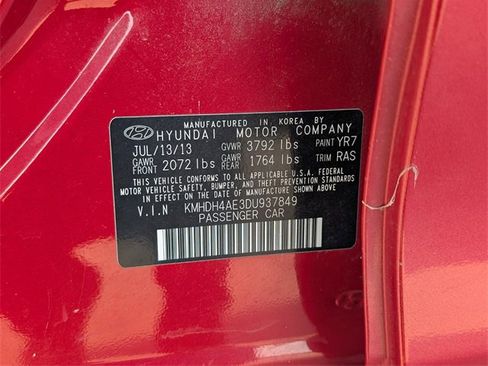 MANUFACTURED IN KOREA BY
HYUNDAI MOTOR COMPANY
JUL/13/13 GVWR 3792 lbs PAINT YR7
GAWR FRONT 2072 lbs GAWR REAR 1764 lbs TRIM RAS
THIS VEHICLE CONFORMS TO ALL APPLICABLE U.S.A. FEDERAL
MOTOR VEHICLE SAFETY, BUMPER, AND THEFT PREVENTION STANDARDS
IN EFFECT ON THE DATE OF MANUFACTURE SHOWN ABOVE.
V.I.N KMHDH4AE3DU937849
PASSENGER CAR